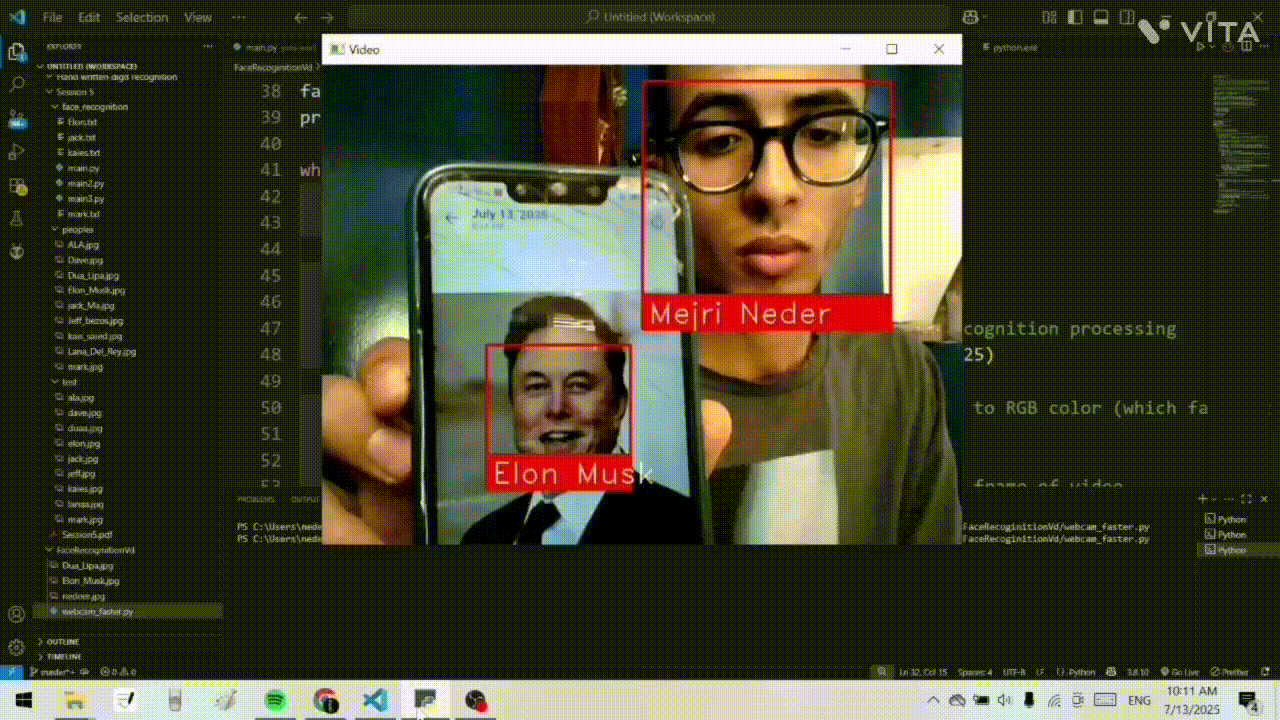 File Edit Selection View ···
Untitled (Workspace)
VITA
EXPLORER
UNTITLED (WORKSPACE)
Hand written digit recognition
Session 5
face_recognition
Elon.txt
jack.txt
kaies.txt
main.py
main2.py
main3.py
mark.txt
peoples
ALA.jpg
Dave.jpg
Dua_Lipa.jpg
Elon_Musk.jpg
jack_Ma.jpg
Jeff_bezos.jpg
kais_saied.jpg
Lana_Del_Rey.jpg
mark.jpg
test
ala.jpg
dave.jpg
duaa.jpg
elon.jpg
jack.jpg
jeff.jpg
kaies.jpg
lanaa.jpg
mark.jpg
Session5.pdf
FaceRecoginitionVd
Dua_Lipa.jpg
Elon_Musk.jpg
nedeer.jpg
webcam_faster.py
OUTLINE
TIMELINE
main.py
python.exe
FaceRecoginitionVd
Video
38 fa
39 pr
40
41 wh
42
43
44
45
46
47 cognition processing
48 25)
49
50 to RGB color (which fa
51
52
53 frame of video
July 13, 2025
Mejri Neder
Elon Musk
PROBLEMS OUTPUT
PS C:\Users\nede FaceRecoginitionVd/webcam_faster.py
PS C:\Users\nede FaceRecoginitionVd/webcam_faster.py
Python
Python
Python
master*+ 0 0 Ln 32, Col 15 Spaces: 4 UTF-8 LF Python 3.8.10 Go Live Prettier
ENG
10:11 AM
7/13/2025
4